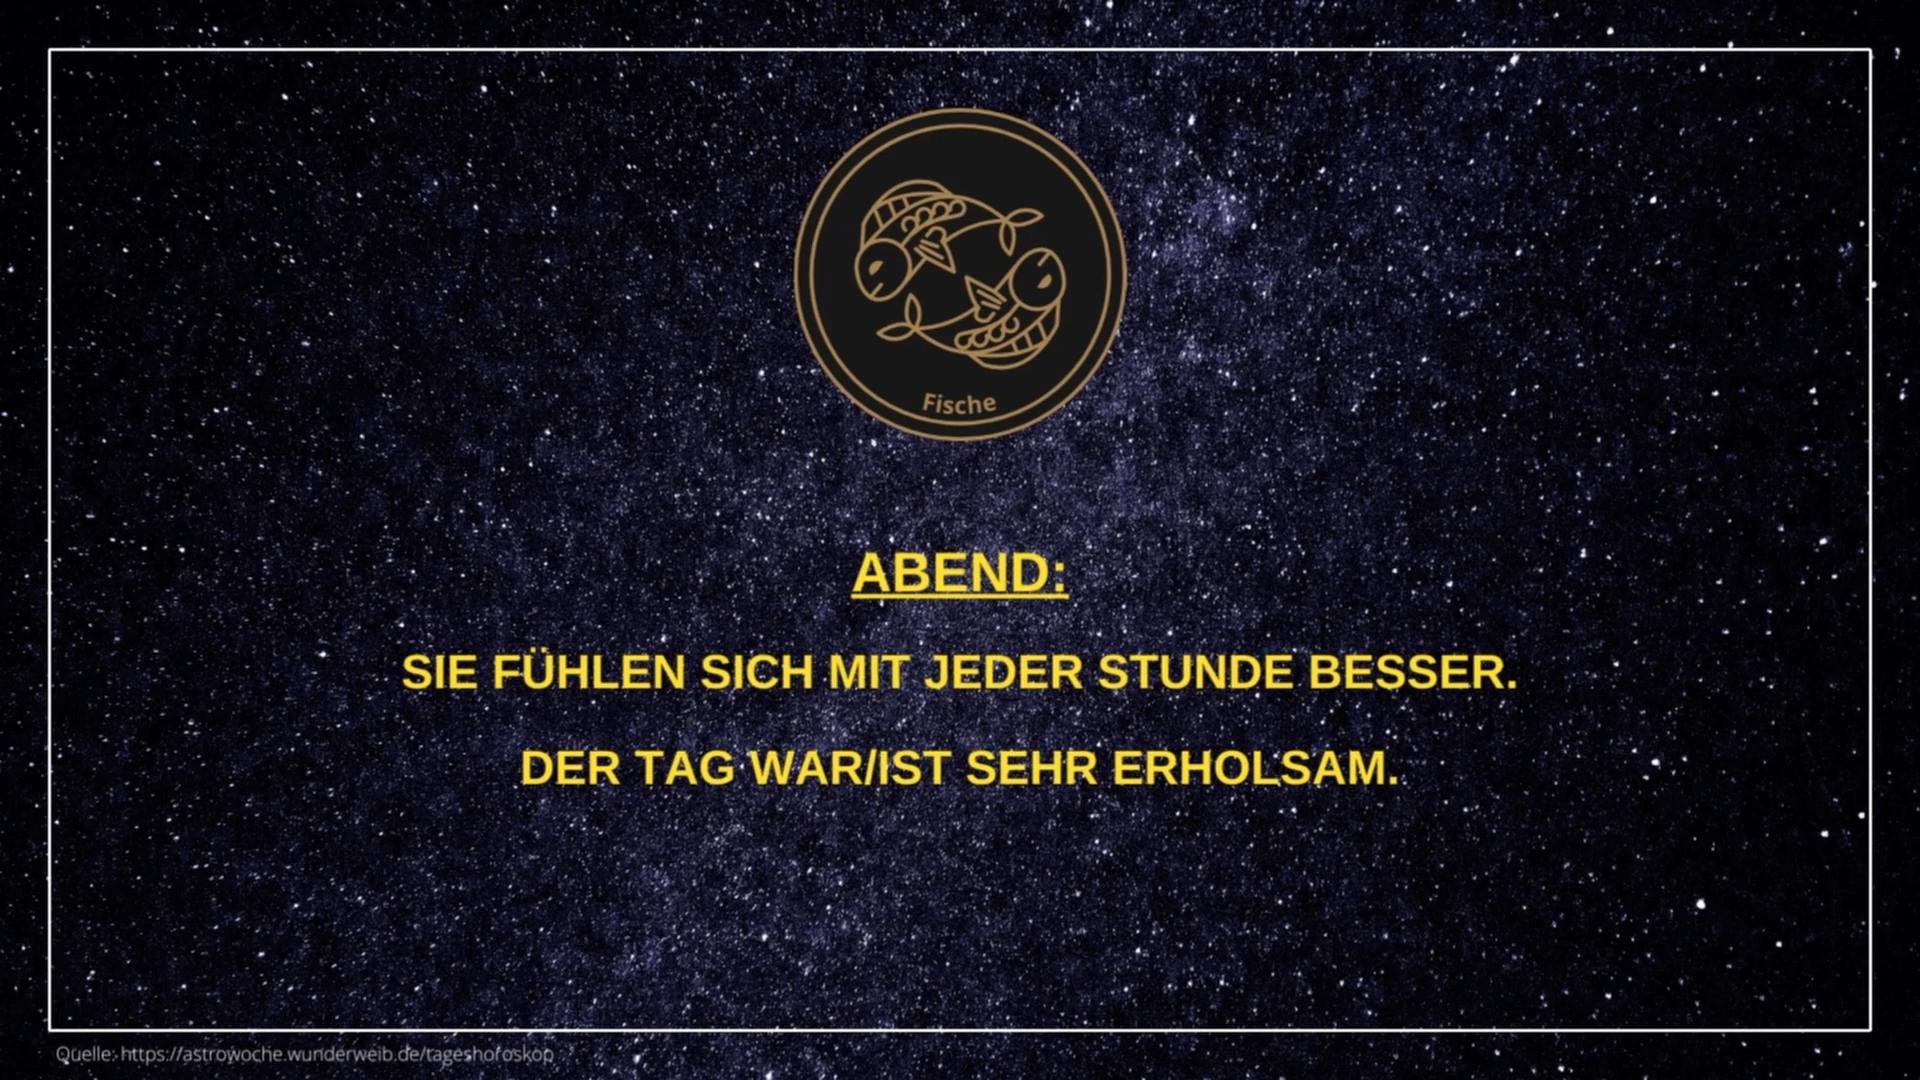 Fische
ABEND:
SIE FÜHLEN SICH MIT JEDER STUNDE BESSER.
DER TAG WAR/IST SEHR ERHOLSAM.
Quelle: https://astrowoche.wunderweib.de/tageshoroskop